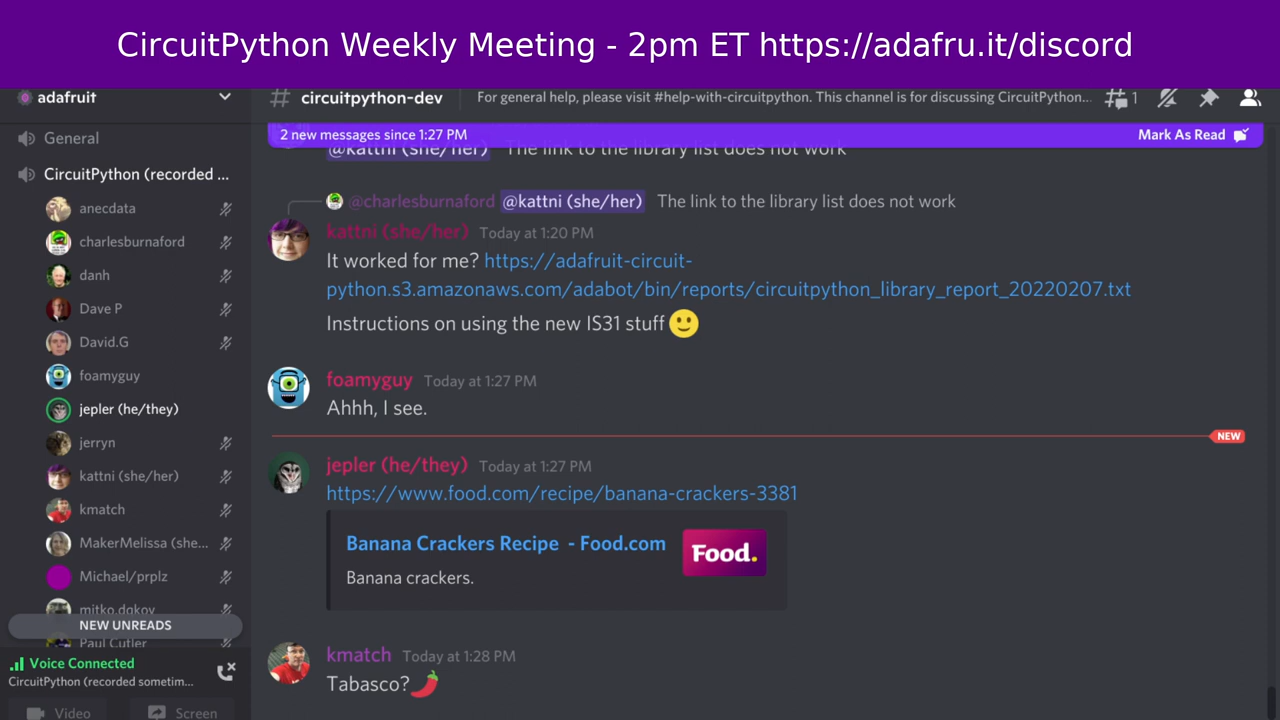 CircuitPython Weekly Meeting - 2pm ET https://adafru.it/discord
adafruit
# circuitpython-dev
For general help, please visit #help-with-circuitpython. This channel is for discussing CircuitPython...
1
General
CircuitPython (recorded ...
anecdata
charlesburnaford
danh
Dave P
David.G
foamyguy
jepler (he/they)
jerryn
kattni (she/her)
kmatch
MakerMelissa (she...
Michael/prplz
mitko.dakov
NEW UNREADS
Paul Cutler
Voice Connected
CircuitPython (recorded sometim...
Video
Screen
2 new messages since 1:27 PM
Mark As Read
@kattni (she/her) The link to the library list does not work
@charlesburnaford @kattni (she/her) The link to the library list does not work
kattni (she/her) Today at 1:20 PM
It worked for me? https://adafruit-circuit-
python.s3.amazonaws.com/adabot/bin/reports/circuitpython_library_report_20220207.txt
Instructions on using the new IS31 stuff
foamyguy Today at 1:27 PM
Ahhh, I see.
NEW
jepler (he/they) Today at 1:27 PM
https://www.food.com/recipe/banana-crackers-3381
Banana Crackers Recipe - Food.com
Food.
Banana crackers.
kmatch Today at 1:28 PM
Tabasco?